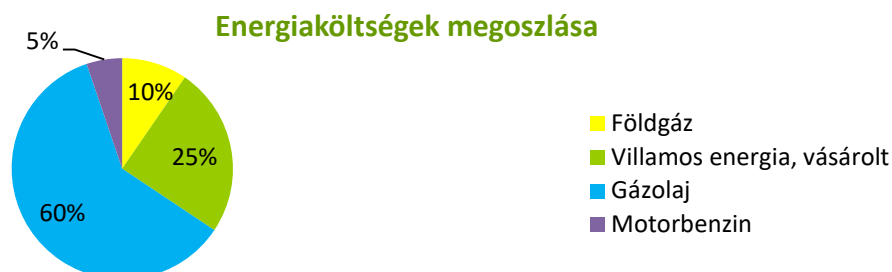 Energiaköltségek megoszlása
5%
10%
25%
60%
Földgáz
Villamos energia, vásárolt
Gázolaj
Motorbenzin